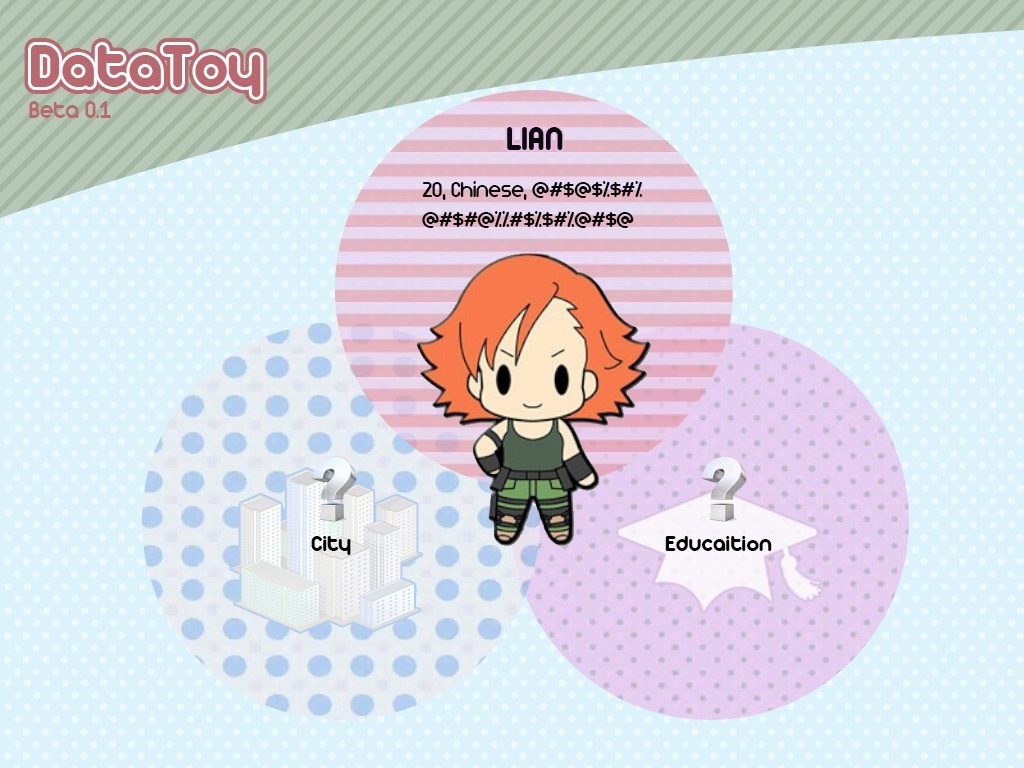 DataToy
Beta 0.1
LIAN
20, Chinese, @#$@$%$#%
@#$#@%%#$%$#%@#$@
?
?
City
Educaition